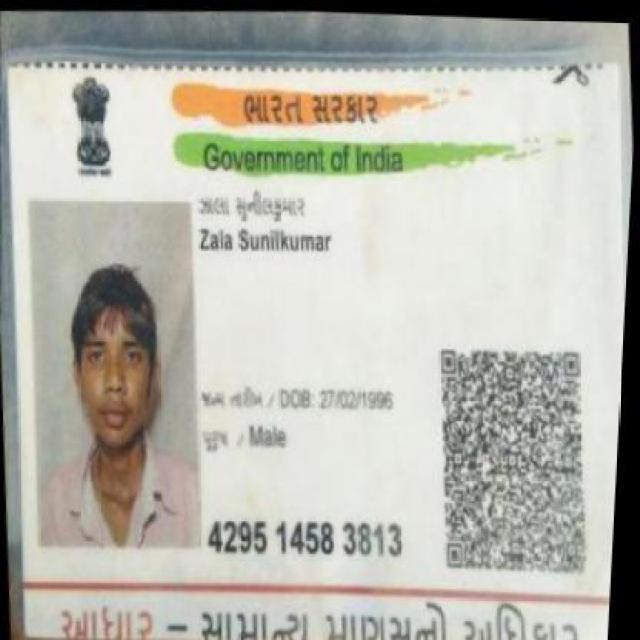 ભારત સરકાર
Government of India
ઝાલા સુનીલકુમાર
Zala Sunilkumar
જન્મ તારીખ / DOB: 27/02/1996
પુરૂષ / Male
4295 1458 3813
આધાર – સામાન્ય માણસનો અધિકાર